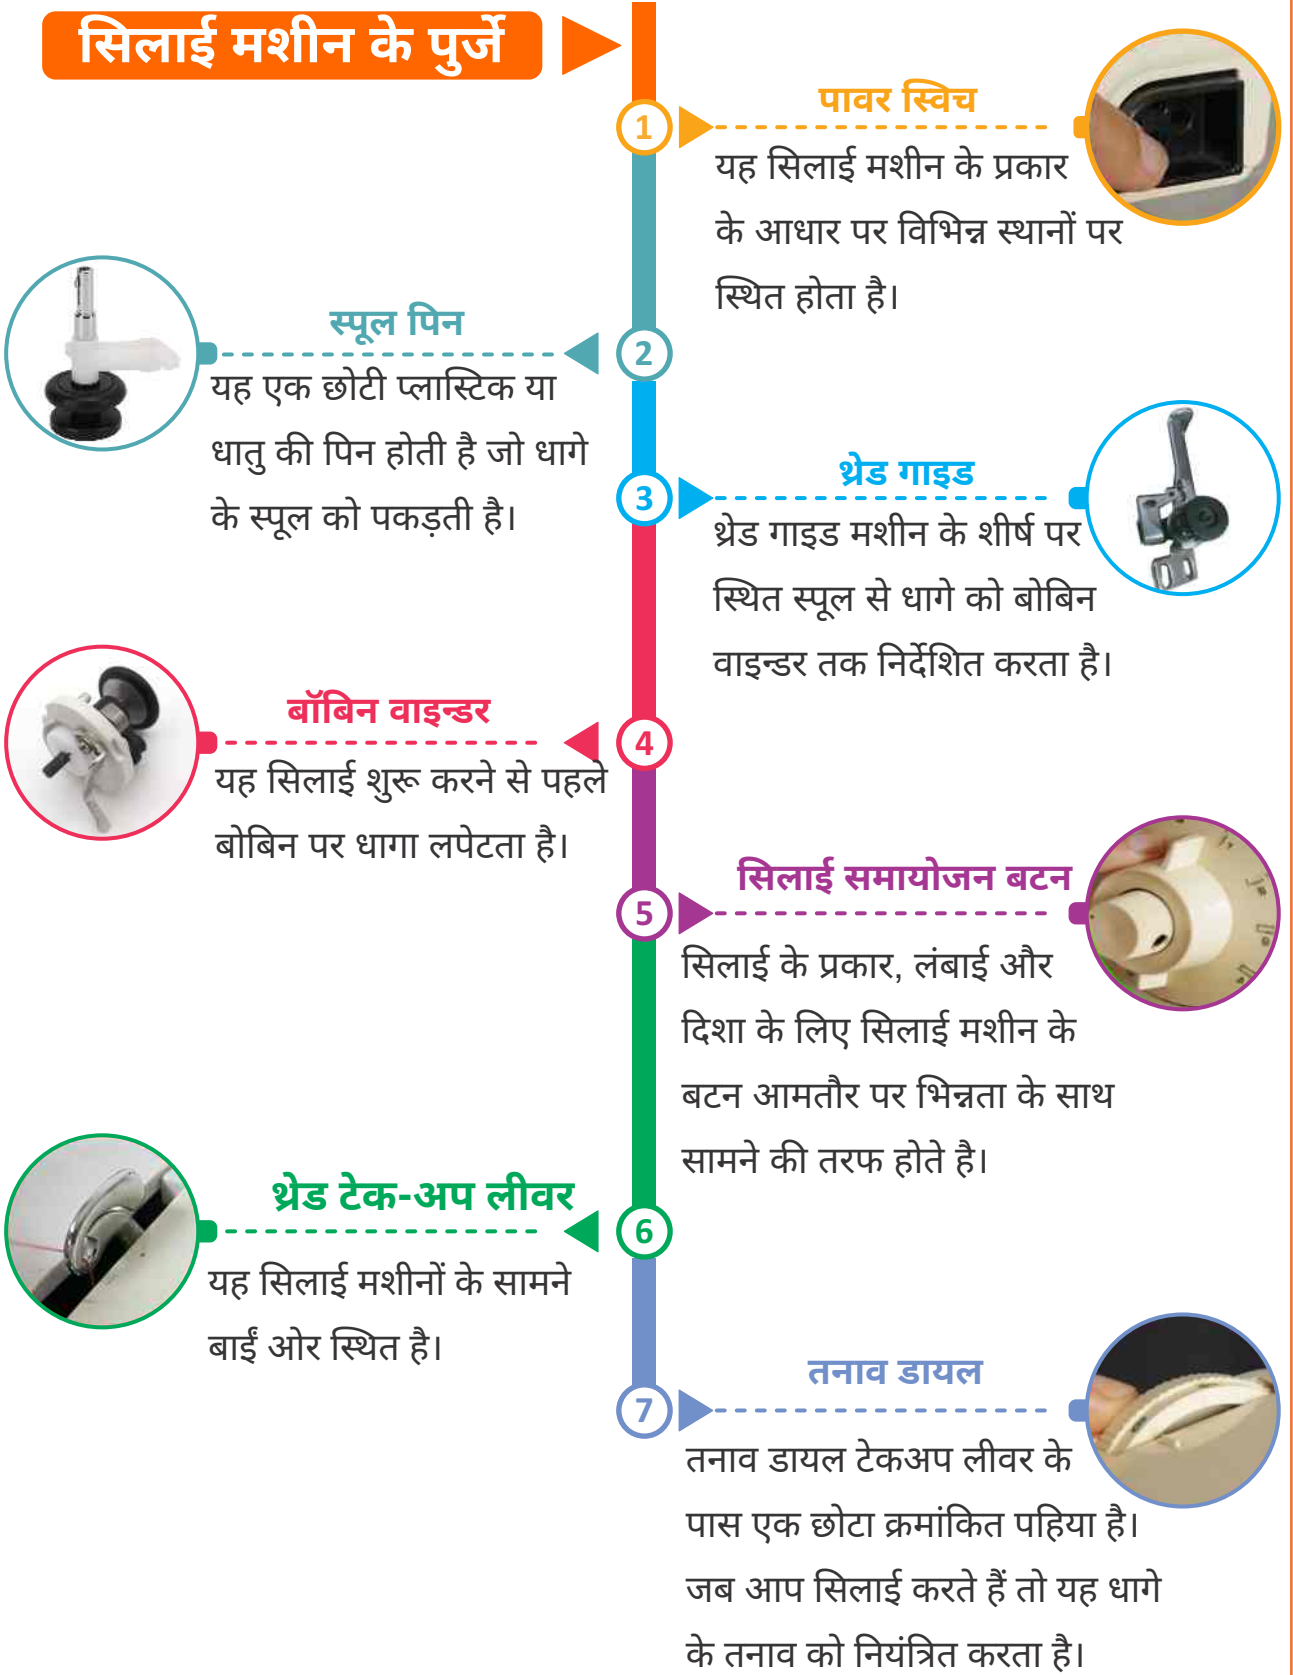 सिलाई मशीन के पुर्जे
1
पावर स्विच
यह सिलाई मशीन के प्रकार
के आधार पर विभिन्न स्थानों पर
स्थित होता है।
2
स्पूल पिन
यह एक छोटी प्लास्टिक या
धातु की पिन होती है जो धागे
के स्पूल को पकड़ती है।
3
थ्रेड गाइड
थ्रेड गाइड मशीन के शीर्ष पर
स्थित स्पूल से धागे को बोबिन
वाइन्डर तक निर्देशित करता है।
4
बॉबिन वाइन्डर
यह सिलाई शुरू करने से पहले
बोबिन पर धागा लपेटता है।
5
सिलाई समायोजन बटन
सिलाई के प्रकार, लंबाई और
दिशा के लिए सिलाई मशीन के
बटन आमतौर पर भिन्नता के साथ
सामने की तरफ होते है।
6
थ्रेड टेक-अप लीवर
यह सिलाई मशीनों के सामने
बाईं ओर स्थित है।
7
तनाव डायल
तनाव डायल टेकअप लीवर के
पास एक छोटा क्रमांकित पहिया है।
जब आप सिलाई करते हैं तो यह धागे
के तनाव को नियंत्रित करता है।